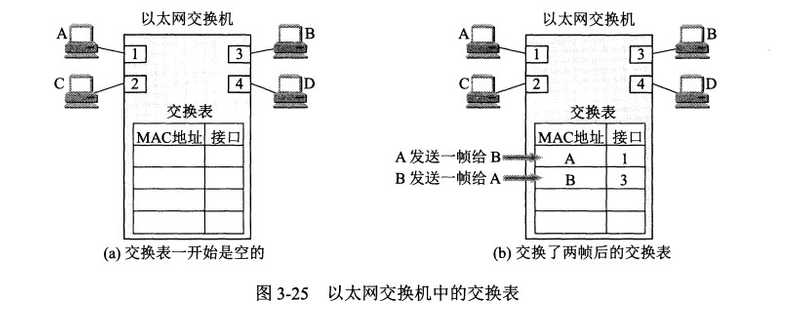 以太网交换机
A
1
3
B
C
2
4
D
交换表
MAC地址 接口
(a) 交换表一开始是空的
以太网交换机
A
1
3
B
C
2
4
D
交换表
MAC地址 接口
A 发送一帧给 B
A 1
B 发送一帧给 A
B 3
(b) 交换了两帧后的交换表
图 3-25 以太网交换机中的交换表